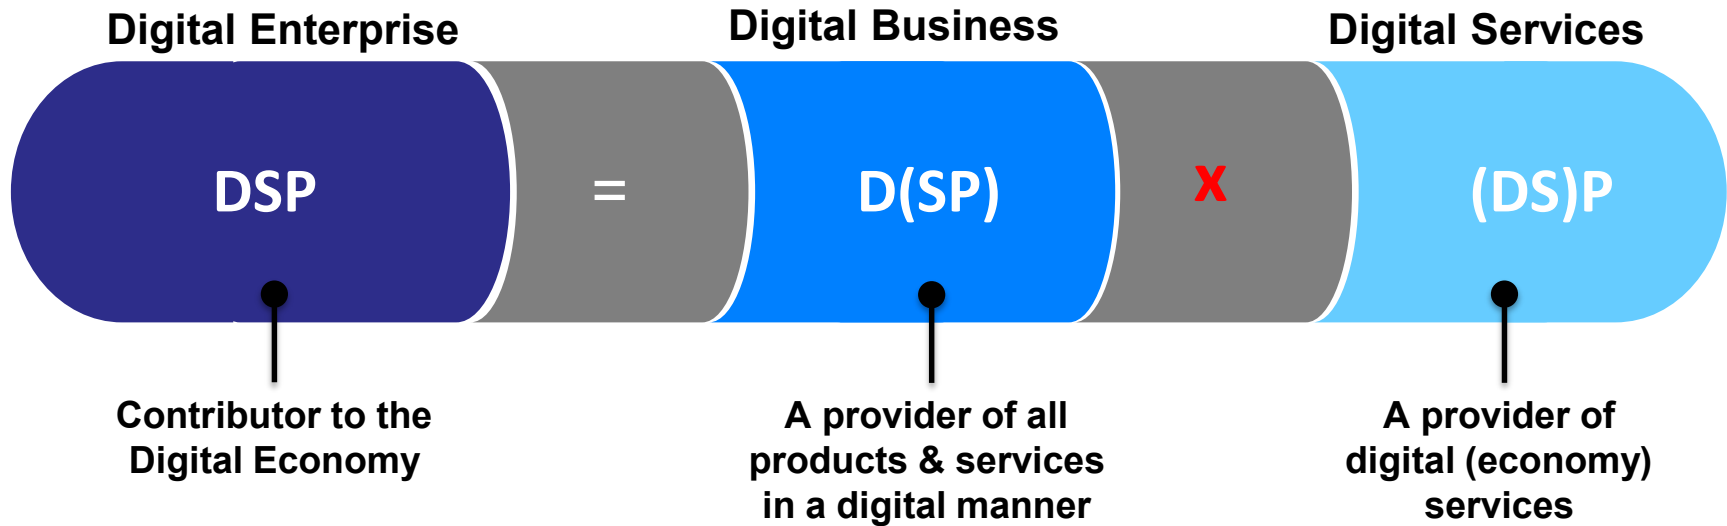 Digital Enterprise
Digital Business
Digital Services
DSP
=
D(SP)
x
(DS)P
Contributor to the
Digital Economy
A provider of all
products & services
in a digital manner
A provider of
digital (economy)
services